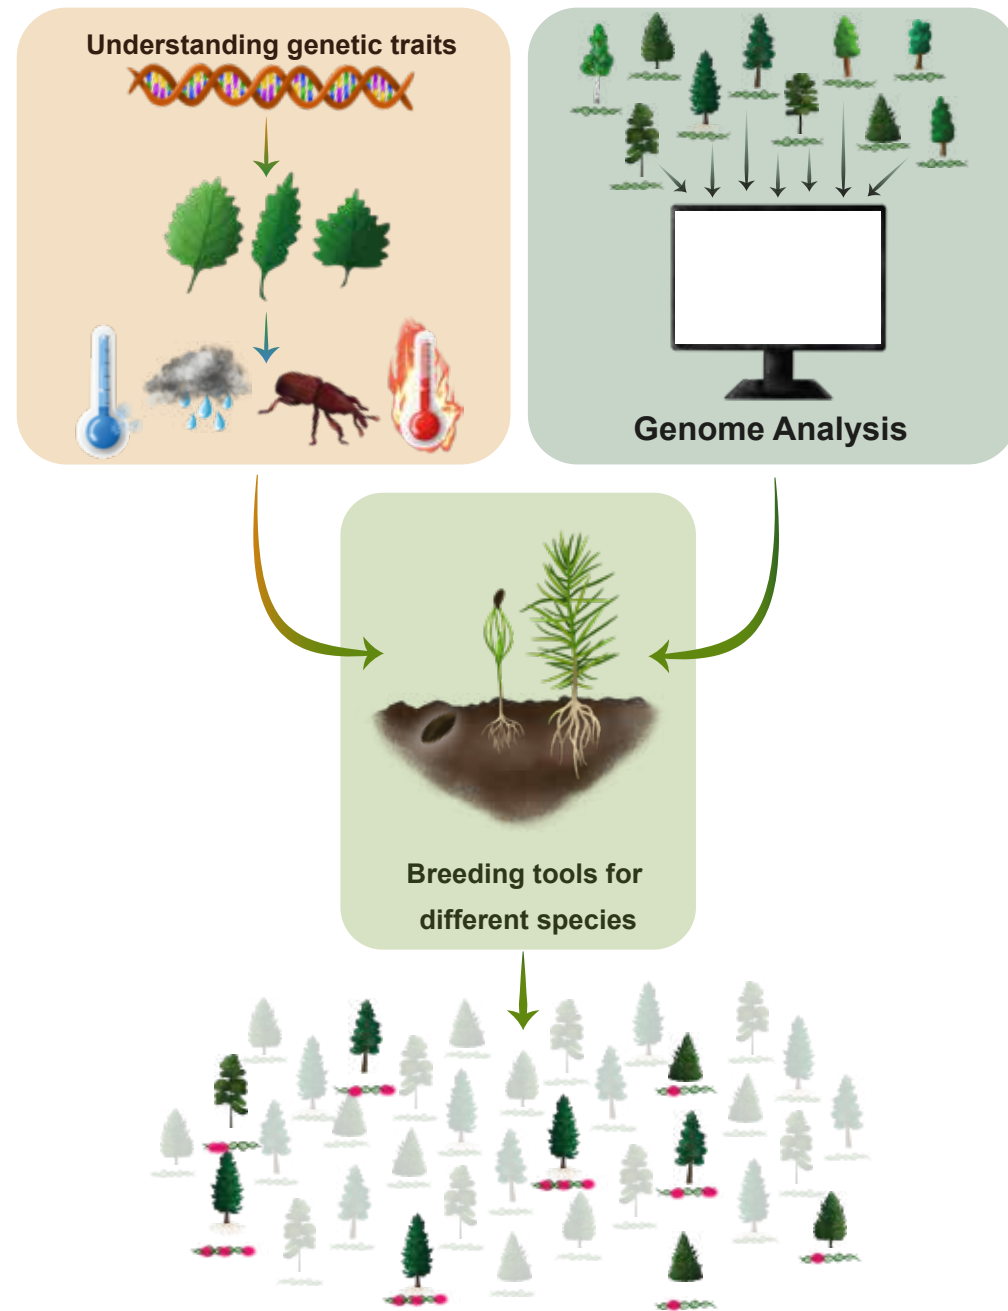 Understanding genetic traits
Genome Analysis
Breeding tools for
different species